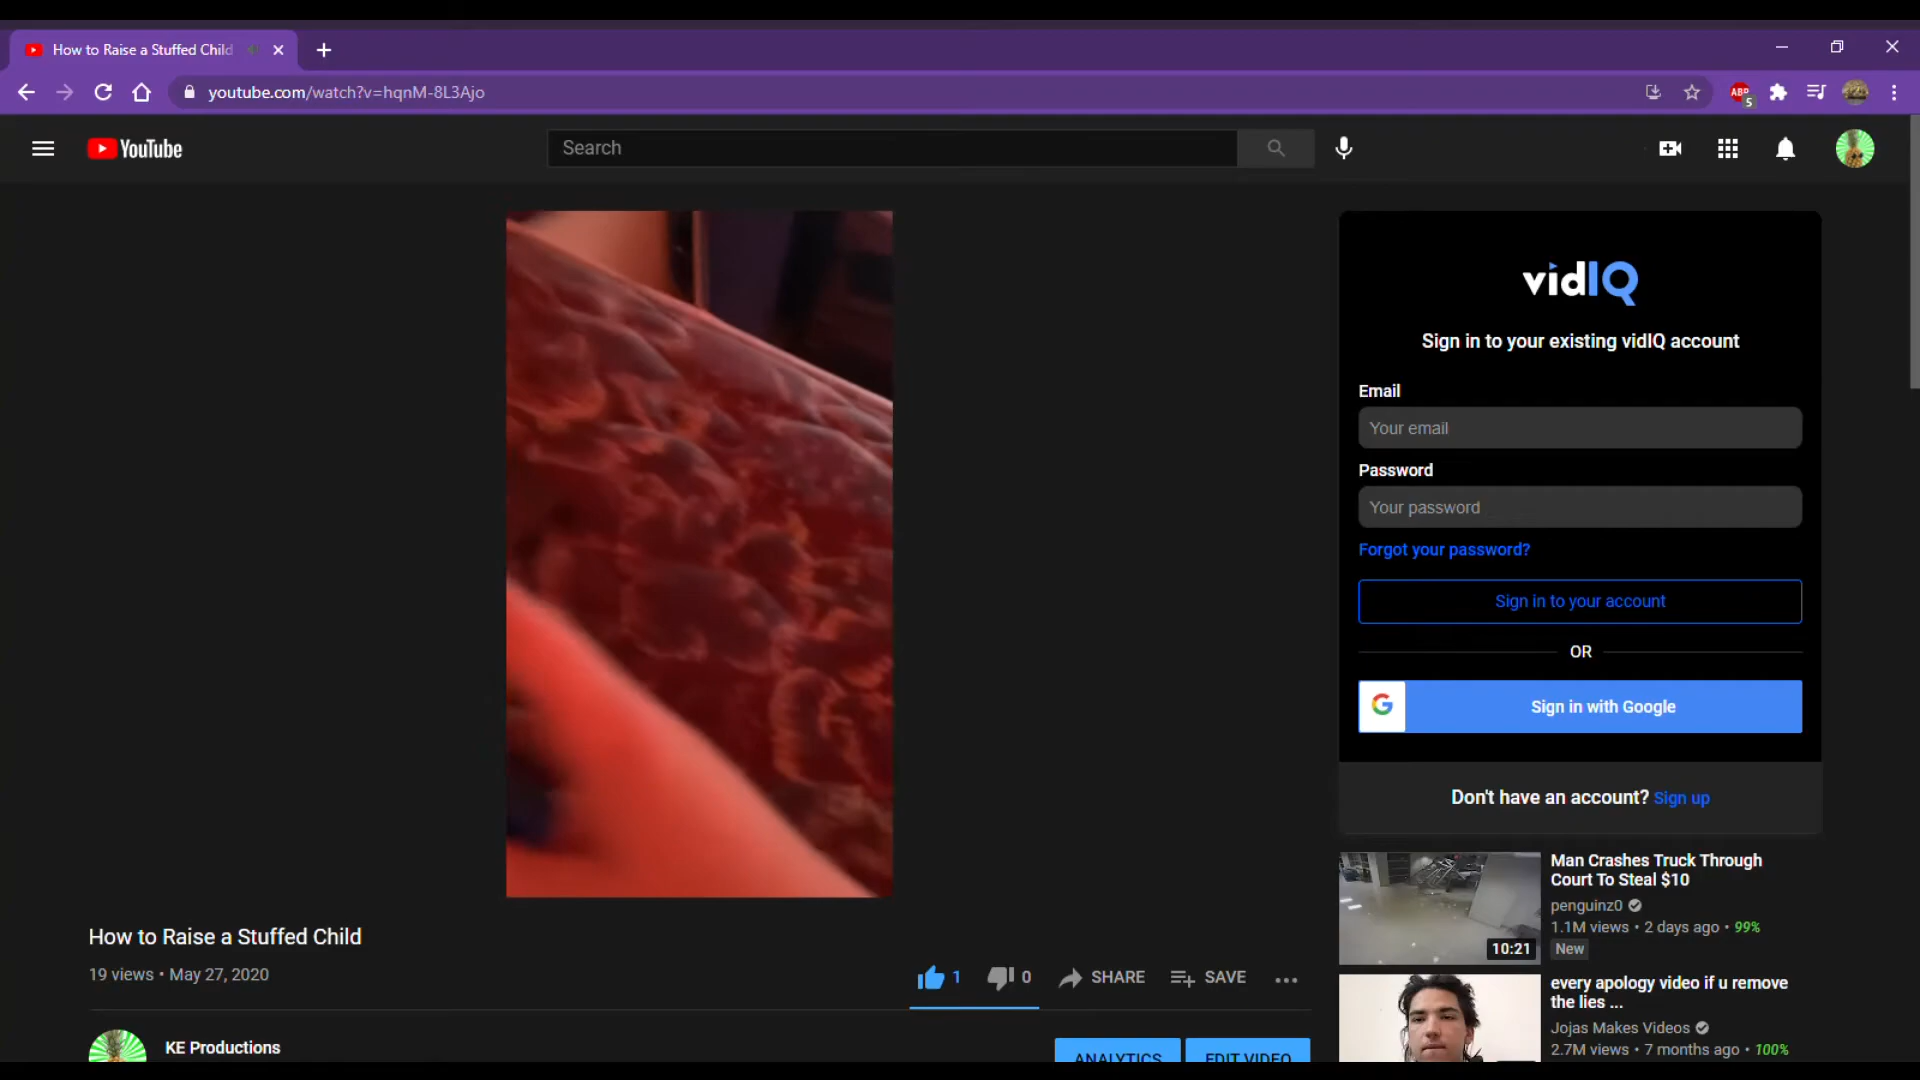 How to Raise a Stuffed Child
youtube.com/watch?v=hqnM-8L3Ajo
ABP
5
YouTube
Search
vidIQ
Sign in to your existing vidIQ account
Email
Your email
Password
Your password
Forgot your password?
Sign in to your account
OR
G
Sign in with Google
Don't have an account? Sign up
Man Crashes Truck Through
Court To Steal $10
penguinz0
1.1M views • 2 days ago • 99%
10:21
New
How to Raise a Stuffed Child
19 views • May 27, 2020
1
0
SHARE
SAVE
every apology video if u remove
the lies ...
Jojas Makes Videos
2.7M views • 7 months ago • 100%
KE Productions
ANALYTICS
EDIT VIDEO